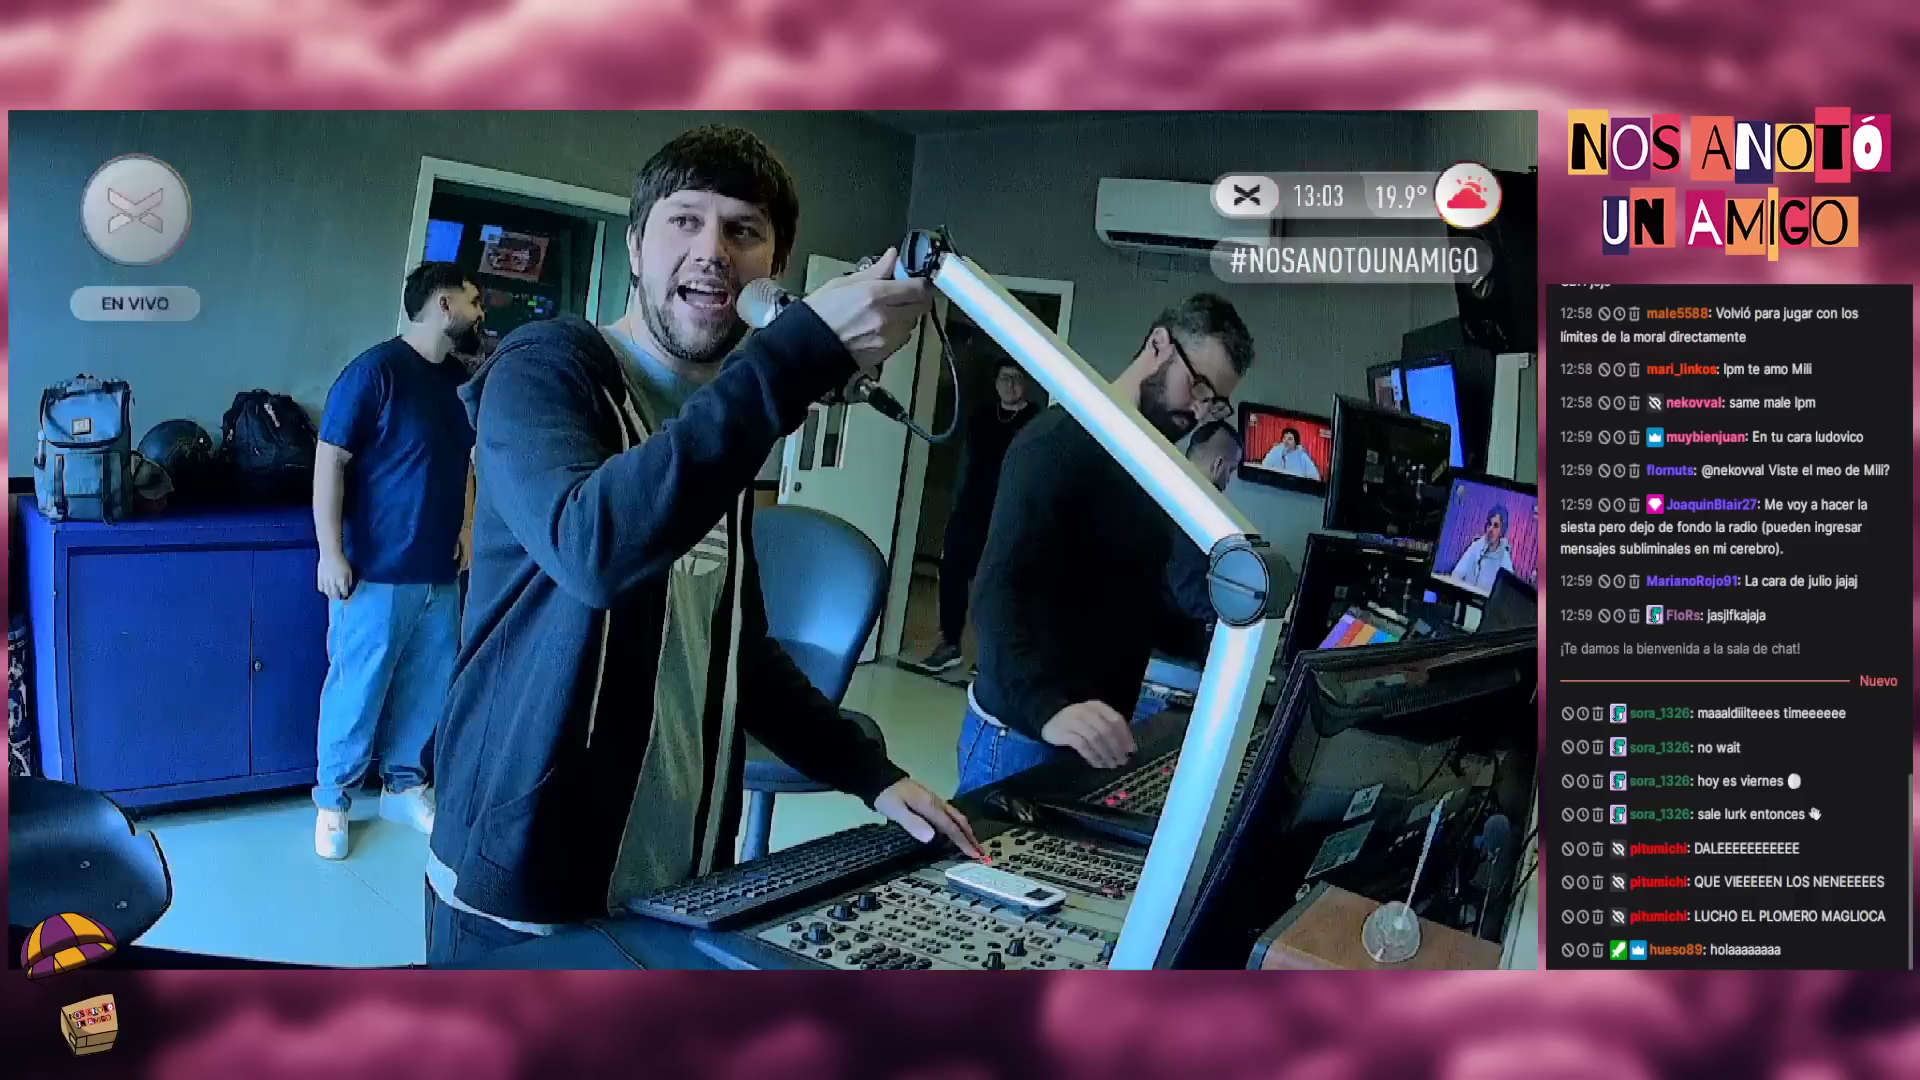 EN VIVO
13:03 19.9°
#NOSANOTOUNAMIGO
NOS ANOTÓ
UN AMIGO
12:58 male5588: Volvió para jugar con los
límites de la moral directamente
12:58 mari_linkos: lpm te amo Mili
12:58 nekovval: same male lpm
12:59 muybienjuan: En tu cara ludovico
12:59 flornuts: @nekovval Viste el meo de Mili?
12:59 JoaquinBlair27: Me voy a hacer la
siesta pero dejo de fondo la radio (pueden ingresar
mensajes subliminales en mi cerebro).
12:59 MarianoRojo91: La cara de julio jajaj
12:59 FloRs: jasjlfkajaja
¡Te damos la bienvenida a la sala de chat!
Nuevo
sora_1326: maaaldiiiteees timeeeeee
sora_1326: no wait
sora_1326: hoy es viernes
sora_1326: sale lurk entonces
pitumichi: DALEEEEEEEEEEE
pitumichi: QUE VIEEEEEN LOS NENEEEEES
pitumichi: LUCHO EL PLOMERO MAGLIOCA
hueso89: holaaaaaaaa
NOS ANOTÓ
UN AMIGO